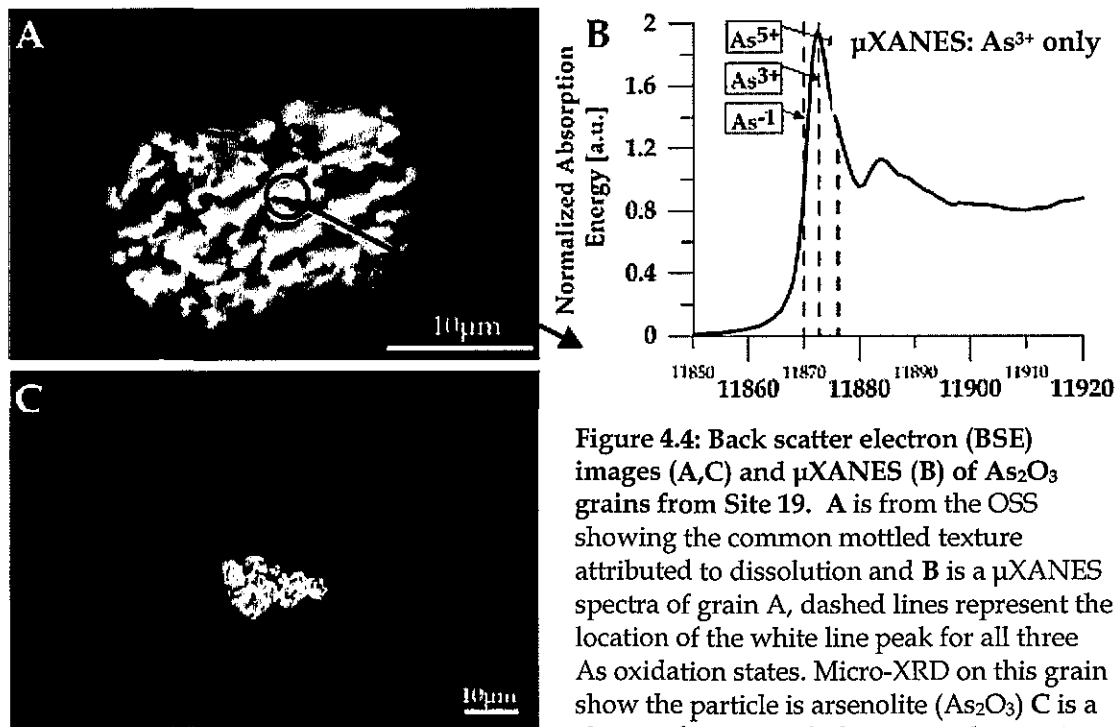 A
10µm
B
2
1.6
1.2
0.8
0.4
0
Normalized Absorption
Energy [a.u.]
As5+
As3+
As-1
µXANES: As3+ only
11850 11870 11890 11910
11860 11880 11900 11920
C
10µm
Figure 4.4: Back scatter electron (BSE)
images (A,C) and µXANES (B) of As₂O₃
grains from Site 19. A is from the OSS
showing the common mottled texture
attributed to dissolution and B is a µXANES
spectra of grain A, dashed lines represent the
location of the white line peak for all three
As oxidation states. Micro-XRD on this grain
show the particle is arsenolite (As₂O₃) C is a